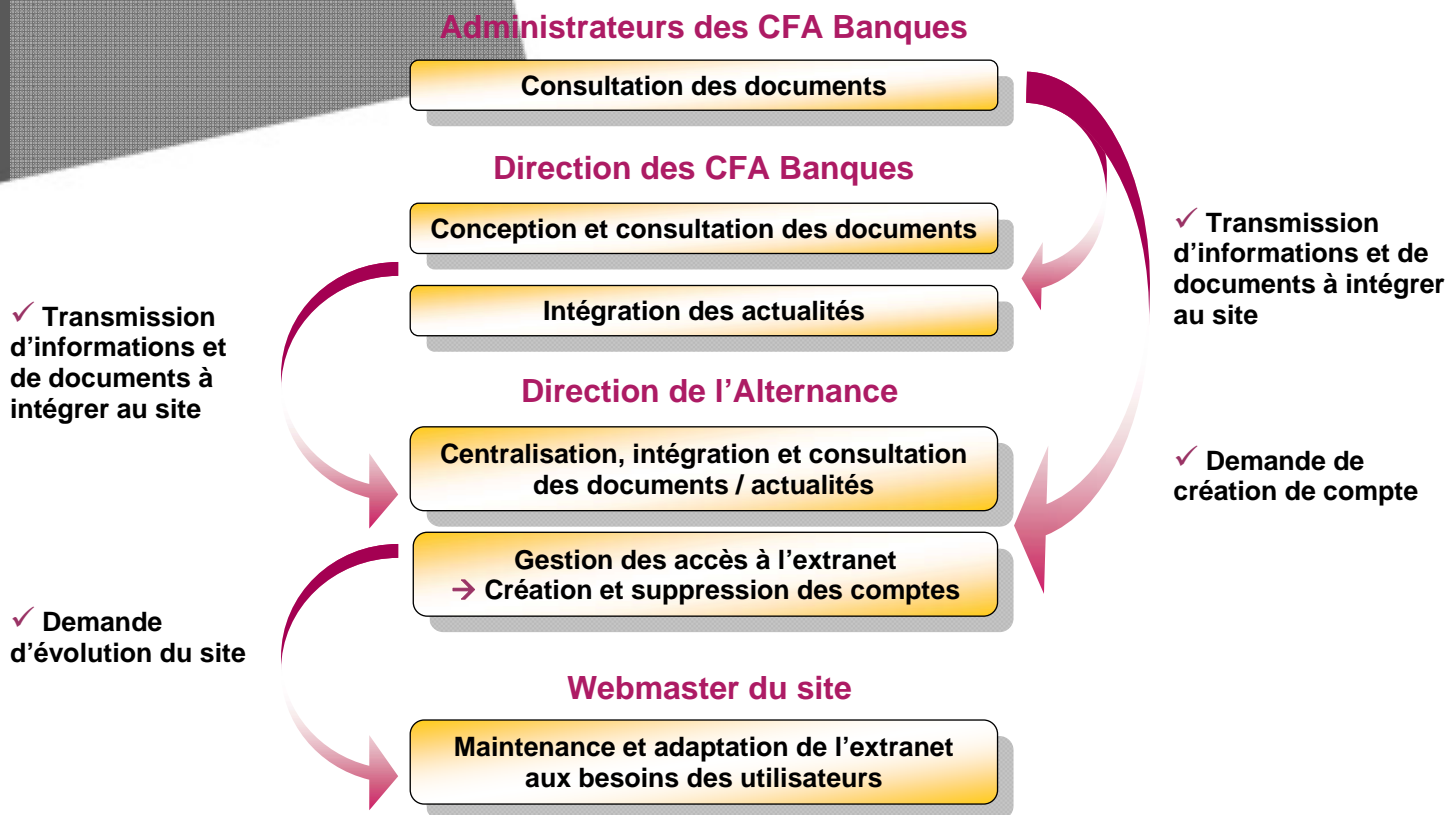 Administrateurs des CFA Banques
Consultation des documents
Direction des CFA Banques
Conception et consultation des documents
Intégration des actualités
✓ Transmission
d’informations et de
documents à intégrer
au site
✓ Transmission
d’informations et
de documents à
intégrer au site
Direction de l’Alternance
Centralisation, intégration et consultation
des documents / actualités
✓ Demande de
création de compte
Gestion des accès à l’extranet
→ Création et suppression des comptes
✓ Demande
d’évolution du site
Webmaster du site
Maintenance et adaptation de l’extranet
aux besoins des utilisateurs